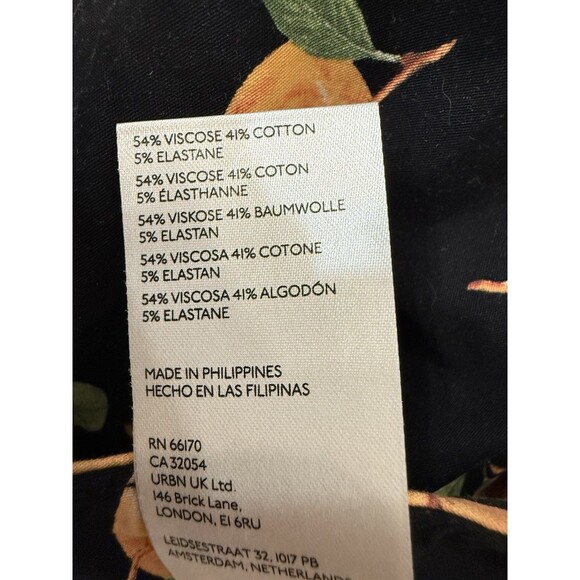 54% VISCOSE 41% COTTON
5% ELASTANE
54% VISCOSE 41% COTON
5% ÉLASTHANNE
54% VISKOSE 41% BAUMWOLLE
5% ELASTAN
54% VISCOSA 41% COTONE
5% ELASTAN
54% VISCOSA 41% ALGODÓN
5% ELASTANE
MADE IN PHILIPPINES
HECHO EN LAS FILIPINAS
RN 66170
CA 32054
URBN UK Ltd.
146 Brick Lane,
LONDON, E1 6RU
LEIDSESTRAAT 32, 1017 PB
AMSTERDAM, NETHERLANDS